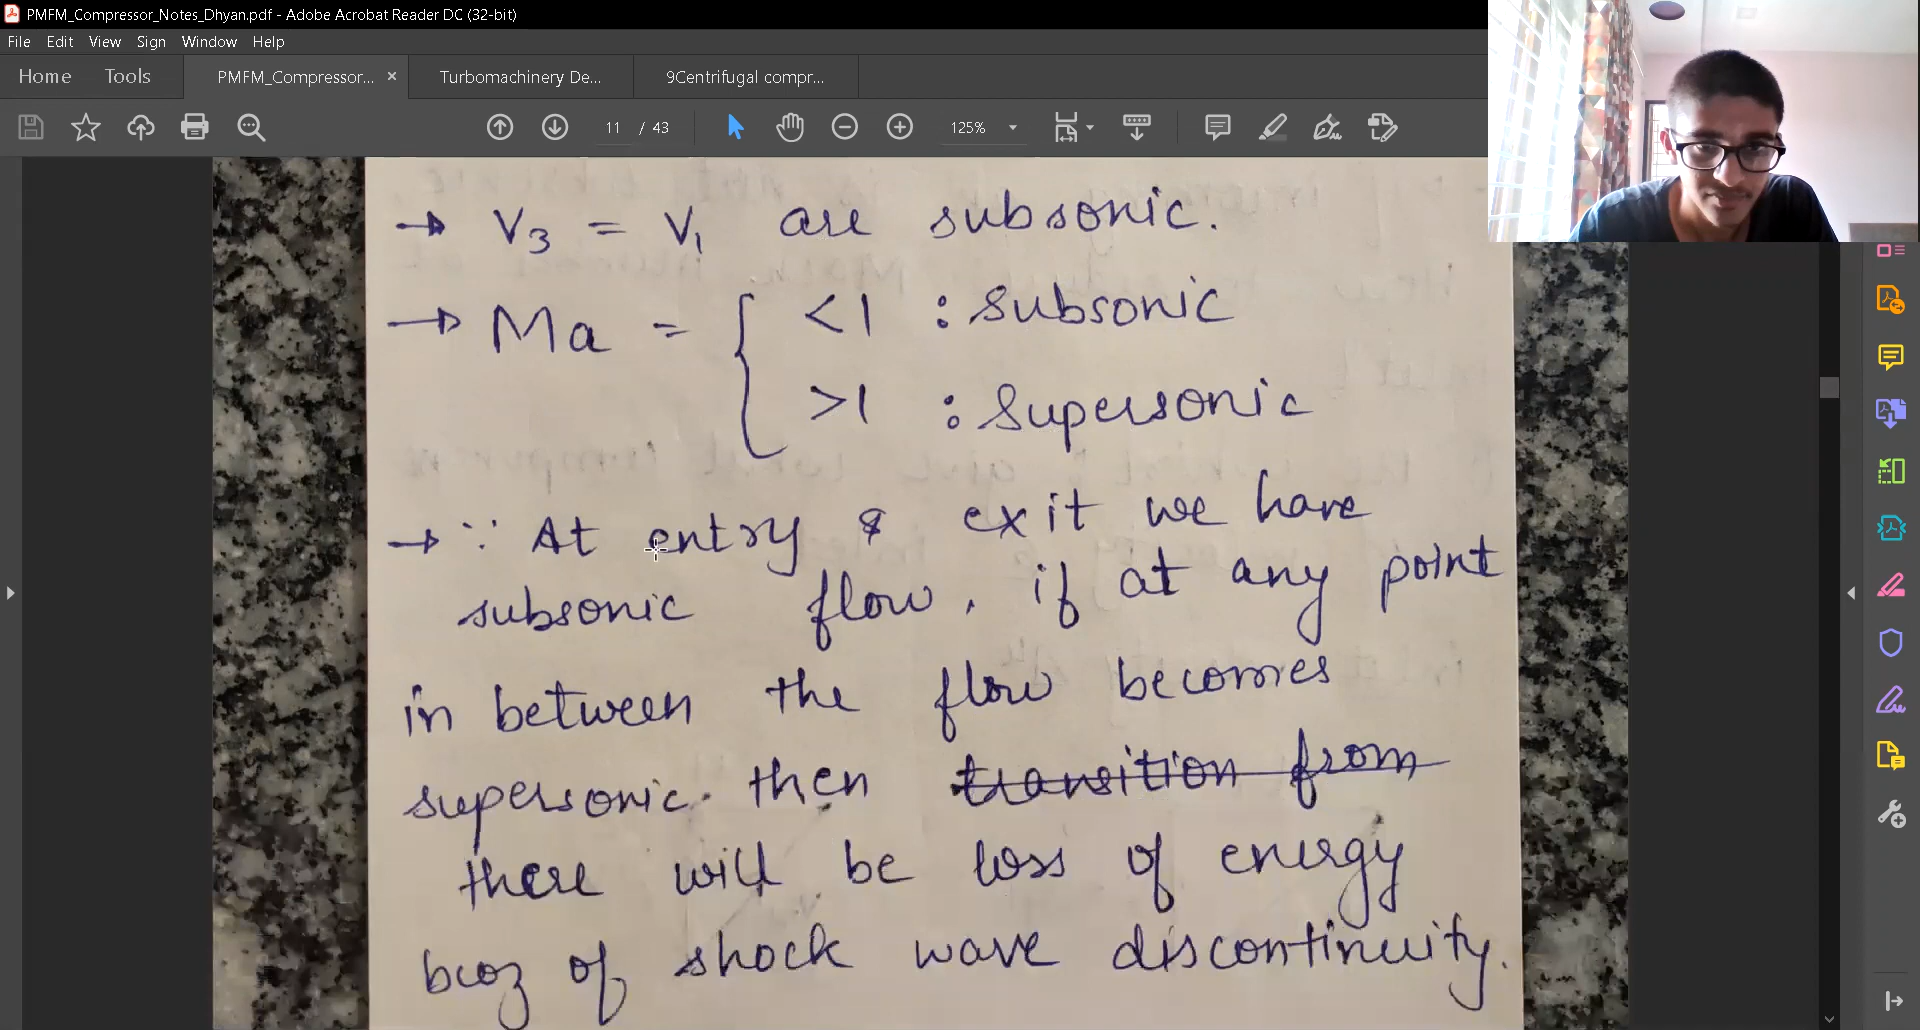 PMFM_Compressor_Notes_Dhyan.pdf - Adobe Acrobat Reader DC (32-bit)
File Edit View Sign Window Help
Home Tools PMFM_Compressor... × Turbomachinery De... 9Centrifugal compr...
11 / 43 125%
→ V3 = V1 are subsonic.
→ Ma = { <1 : subsonic
>1 : supersonic
→ ∵ At entry & exit we have
subsonic flow, if at any point
in between the flow becomes
supersonic then transition from
there will be loss of energy
bcoz of shock wave discontinuity.